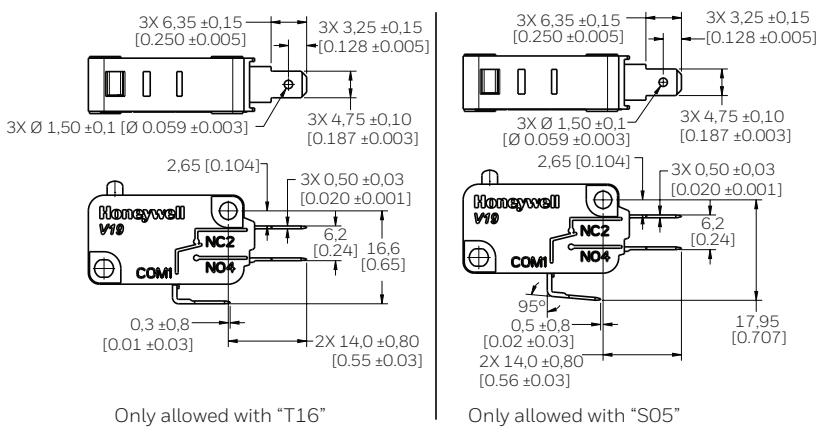 3X 6,35 ±0,15
[0.250 ±0.005]
3X 3,25 ±0,15
[0.128 ±0.005]
3X Ø 1,50 ±0,1 [Ø 0.059 ±0.003]
3X 4,75 ±0,10
[0.187 ±0.003]
2,65 [0.104]
3X 0,50 ±0,03
[0.020 ±0.001]
Honeywell
V19
NC2
NO4
COM1
6,2
[0.24]
16,6
[0.65]
0,3 ±0,8
[0.01 ±0.03]
2X 14,0 ±0,80
[0.55 ±0.03]
Only allowed with “T16”
3X 6,35 ±0,15
[0.250 ±0.005]
3X 3,25 ±0,15
[0.128 ±0.005]
3X Ø 1,50 ±0,1
[Ø 0.059 ±0.003]
3X 4,75 ±0,10
[0.187 ±0.003]
2,65 [0.104]
3X 0,50 ±0,03
[0.020 ±0.001]
Honeywell
V19
NC2
NO4
COM1
6,2
[0.24]
95°
0,5 ±0,8
[0.02 ±0.03]
17,95
[0.707]
2X 14,0 ±0,80
[0.56 ±0.03]
Only allowed with “S05”